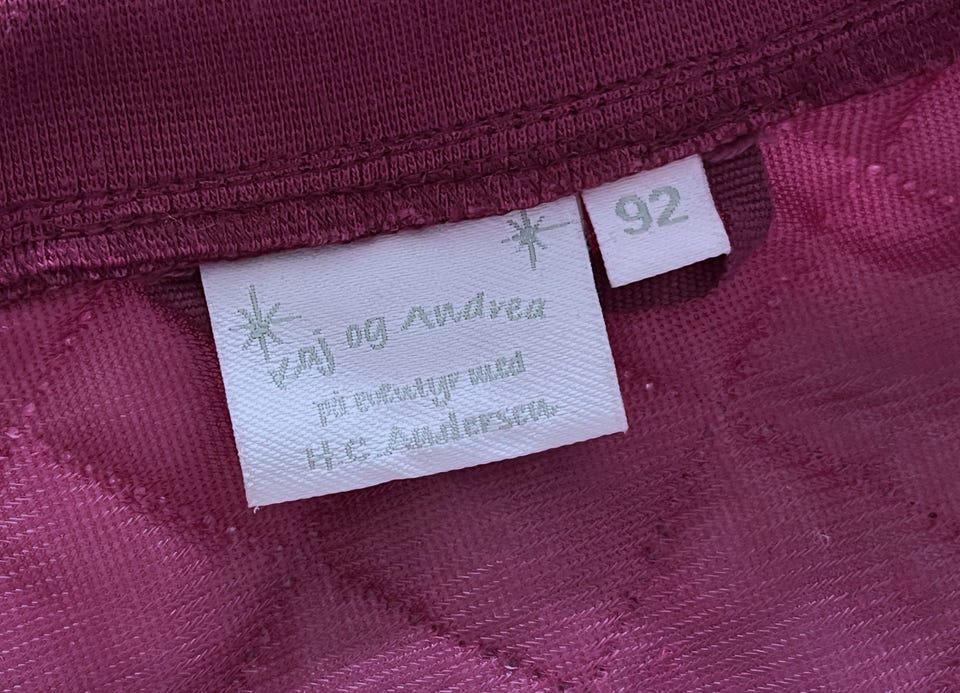 Kaj og Andrea
på eventyr med
H.C. Andersen.
92